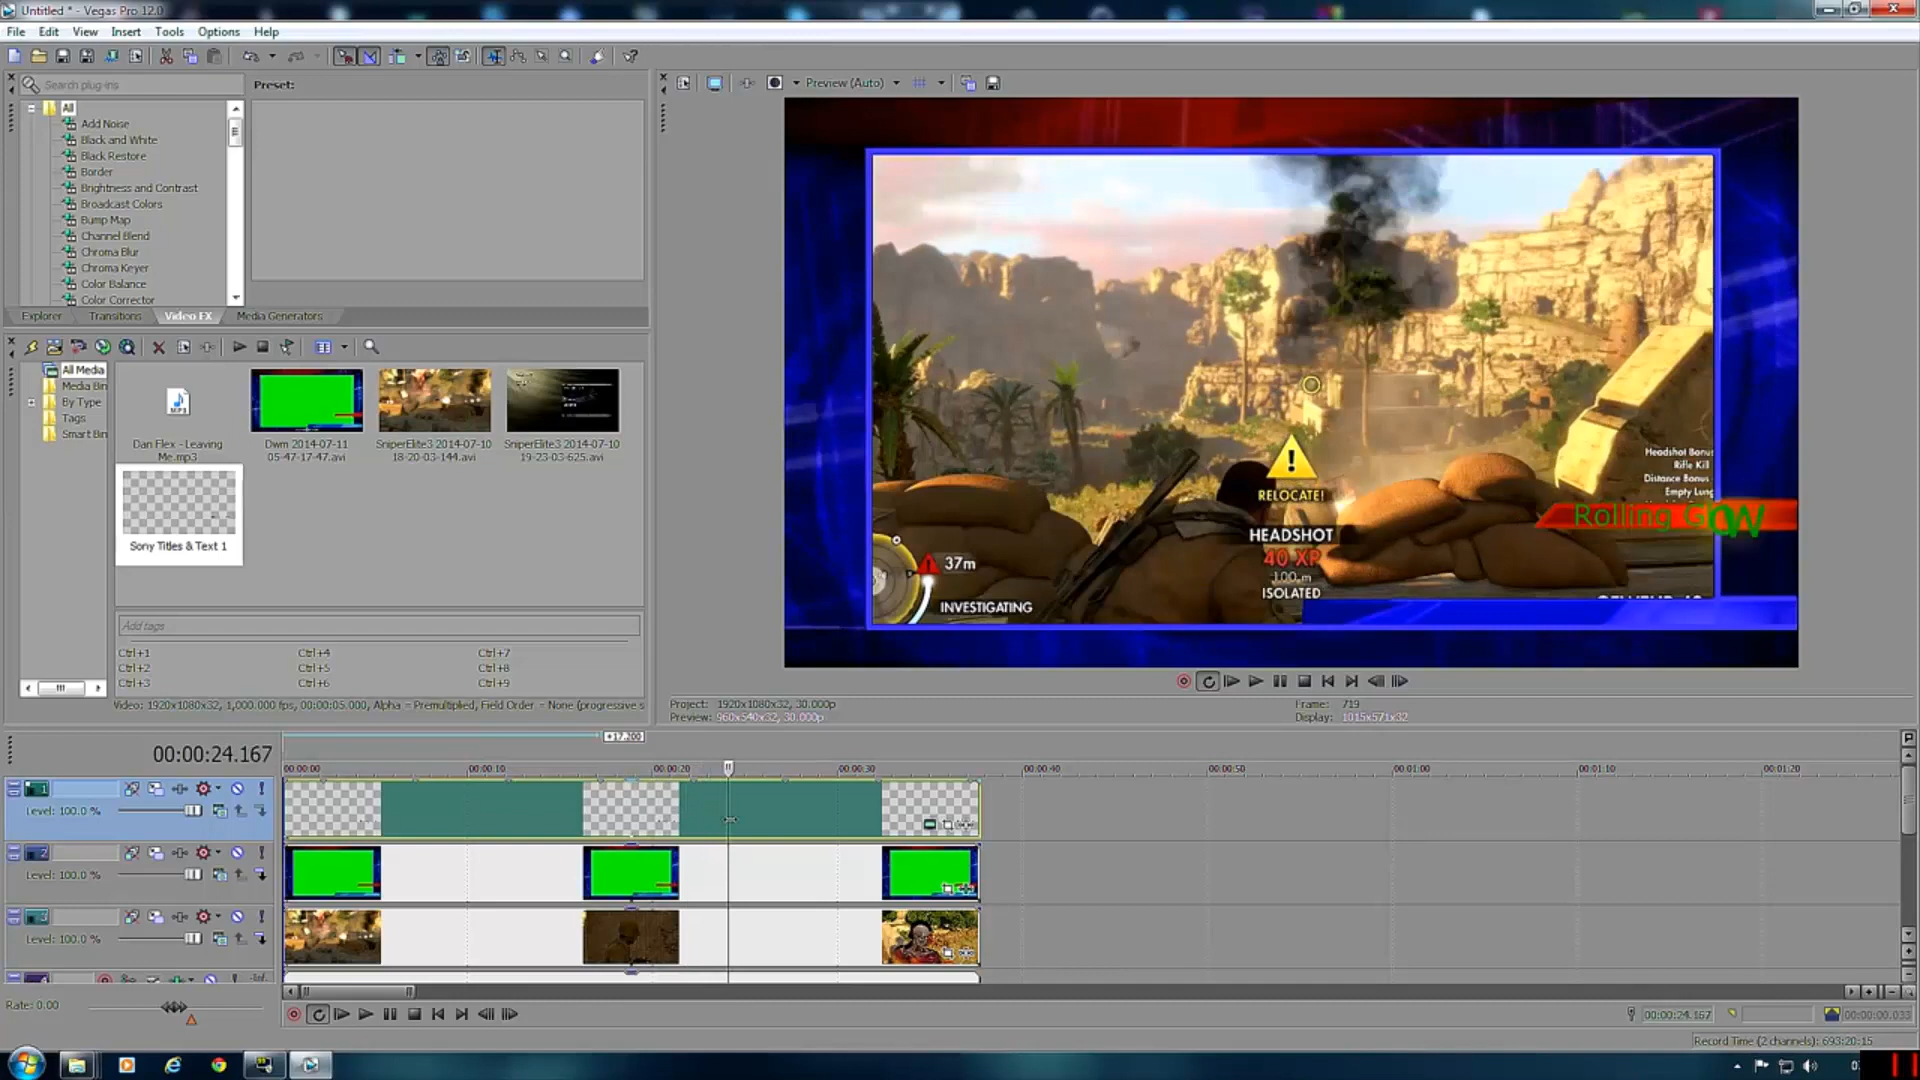 Untitled * - Vegas Pro 12.0
File Edit View Insert Tools Options Help
Search plug-ins
Preset:
All
Add Noise
Black and White
Black Restore
Border
Brightness and Contrast
Broadcast Colors
Bump Map
Channel Blend
Chroma Blur
Chroma Keyer
Color Balance
Color Corrector
Explorer Transitions Video FX Media Generators
All Media
Media Bin
By Type
Tags
Smart Bin
Dan Flex - Leaving
Me.mp3
Dwm 2014-07-11
05-47-17-47.avi
SniperElite3 2014-07-10
18-20-03-144.avi
SniperElite3 2014-07-10
19-23-03-625.avi
Sony Titles & Text 1
Add tags
Ctrl+1 Ctrl+4 Ctrl+7
Ctrl+2 Ctrl+5 Ctrl+8
Ctrl+3 Ctrl+6 Ctrl+9
Video: 1920x1080x32, 1,000.000 fps, 00:00:05.000, Alpha = Premultiplied, Field Order = None (progressive s
Preview (Auto)
RELOCATE!
HEADSHOT
40 XP
100 m
ISOLATED
37m
INVESTIGATING
Headshot Bonus
Rifle Kill
Distance Bonus
Empty Lung
Rolling
Project: 1920x1080x32, 30.000p
Preview: 960x540x32, 30.000p
Frame: 719
Display: 1015x571x32
00:00:24.167
+17.200
00:00:00 00:00:10 00:00:20 00:00:30 00:00:40 00:00:50 00:01:00 00:01:10 00:01:20
1
Level: 100.0 %
2
Level: 100.0 %
3
Level: 100.0 %
-Inf.
Rate: 0.00
00:00:24.167
00:00:00.033
Record Time (2 channels): 693:20:15